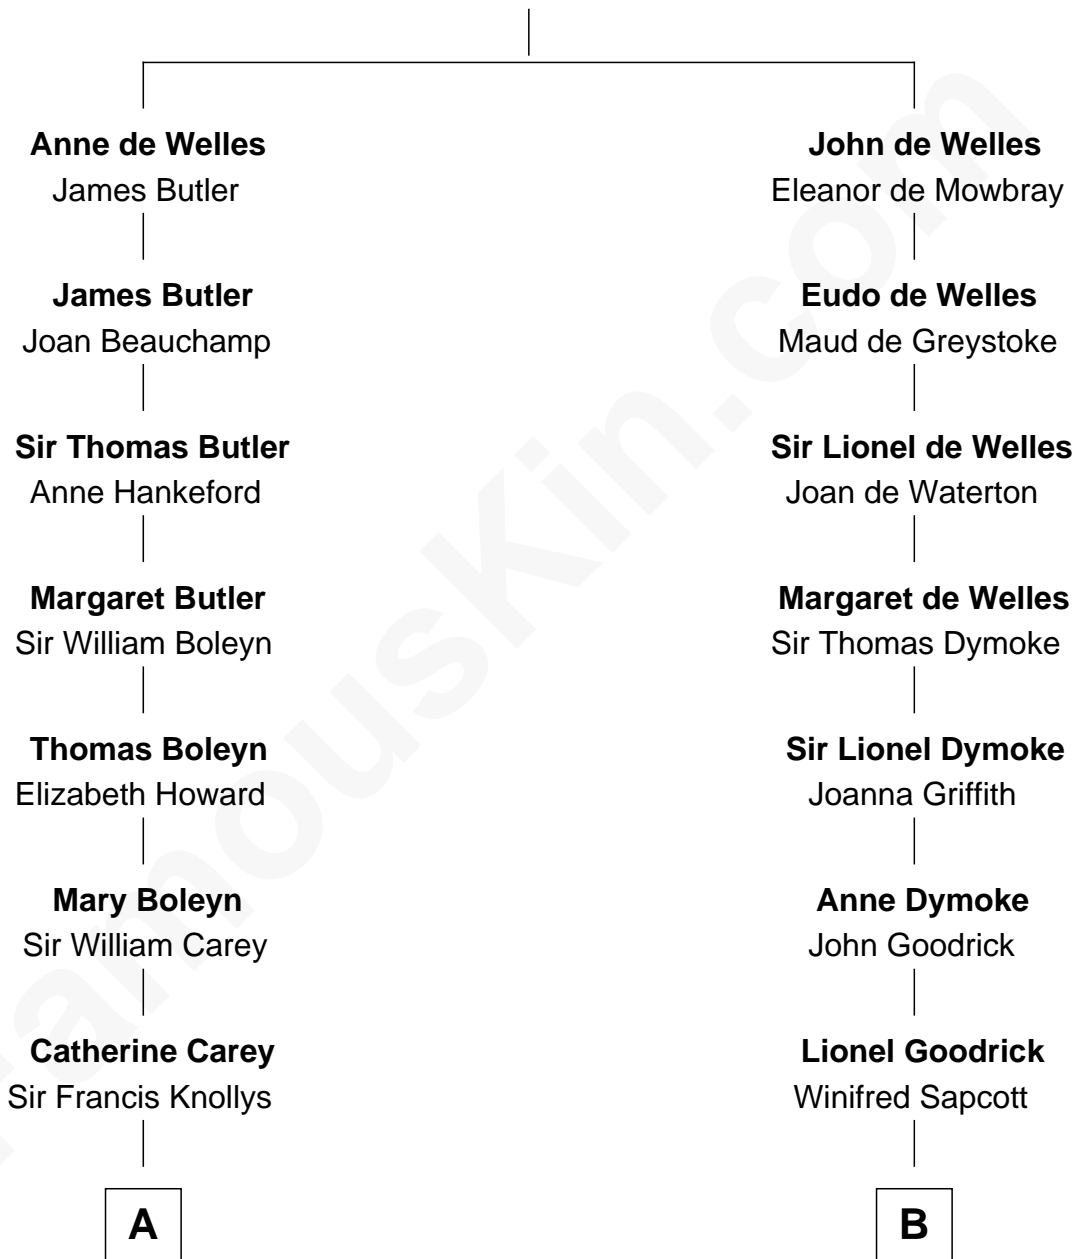 Anne de Welles
James Butler
James Butler
Joan Beauchamp
Sir Thomas Butler
Anne Hankeford
Margaret Butler
Sir William Boleyn
Thomas Boleyn
Elizabeth Howard
Mary Boleyn
Sir William Carey
Catherine Carey
Sir Francis Knollys
A
John de Welles
Eleanor de Mowbray
Eudo de Welles
Maud de Greystoke
Sir Lionel de Welles
Joan de Waterton
Margaret de Welles
Sir Thomas Dymoke
Sir Lionel Dymoke
Joanna Griffith
Anne Dymoke
John Goodrick
Lionel Goodrick
Winifred Sapcott
B
FamousKin.com